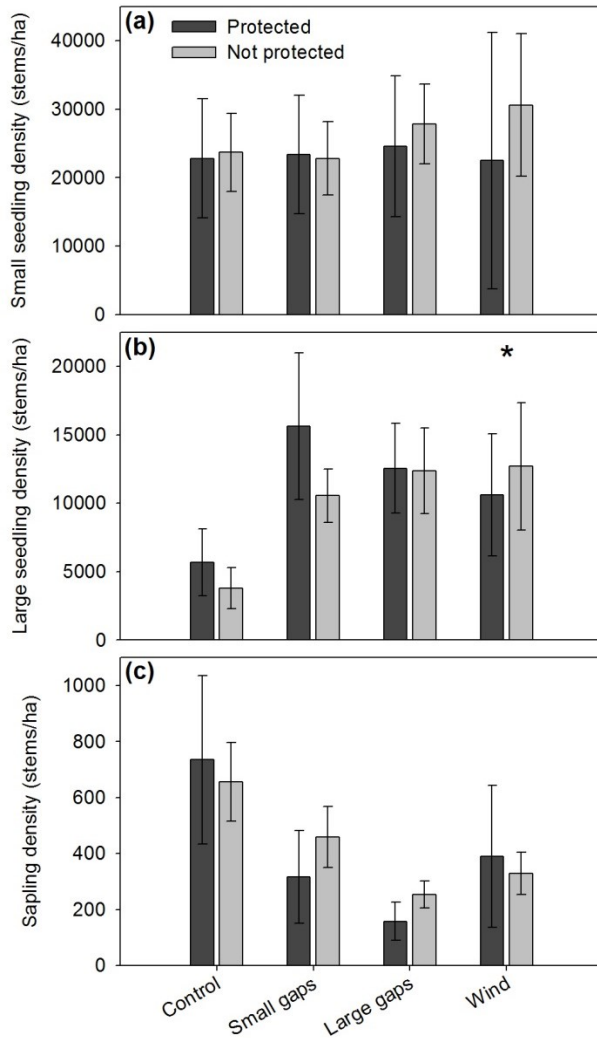 (a)
Protected
Not protected
Small seedling density (stems/ha)
40000
30000
20000
10000
0
(b)
*
Large seedling density (stems/ha)
20000
15000
10000
5000
0
(c)
Sapling density (stems/ha)
1000
800
600
400
200
0
Control
Small gaps
Large gaps
Wind